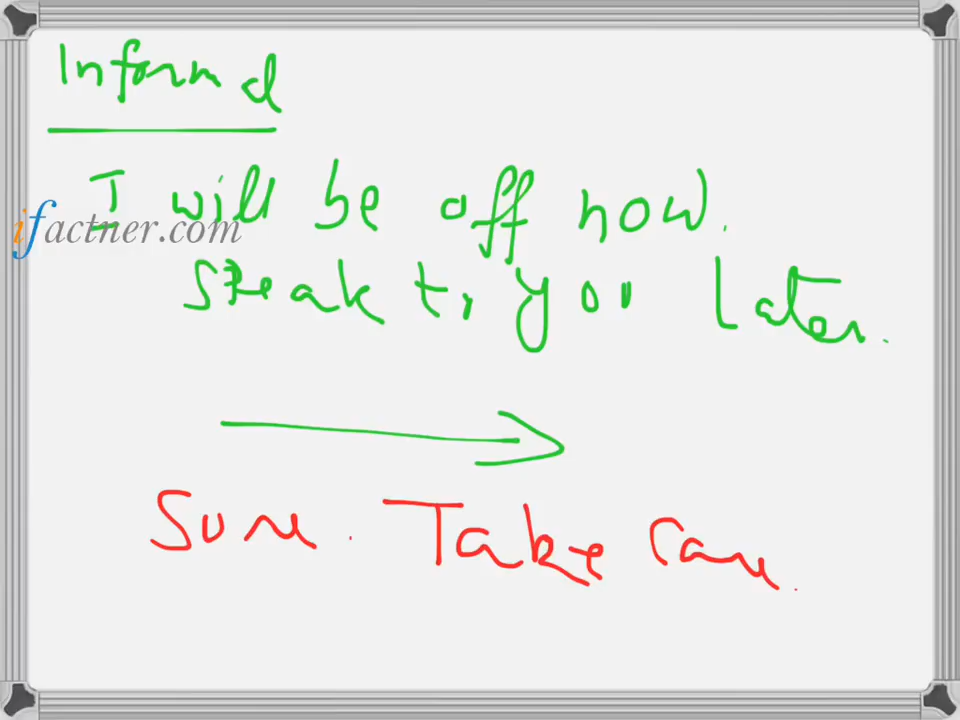 Informal
I will be off now.
ifactner.com
Speak to you Later.
Sure. Take Care.